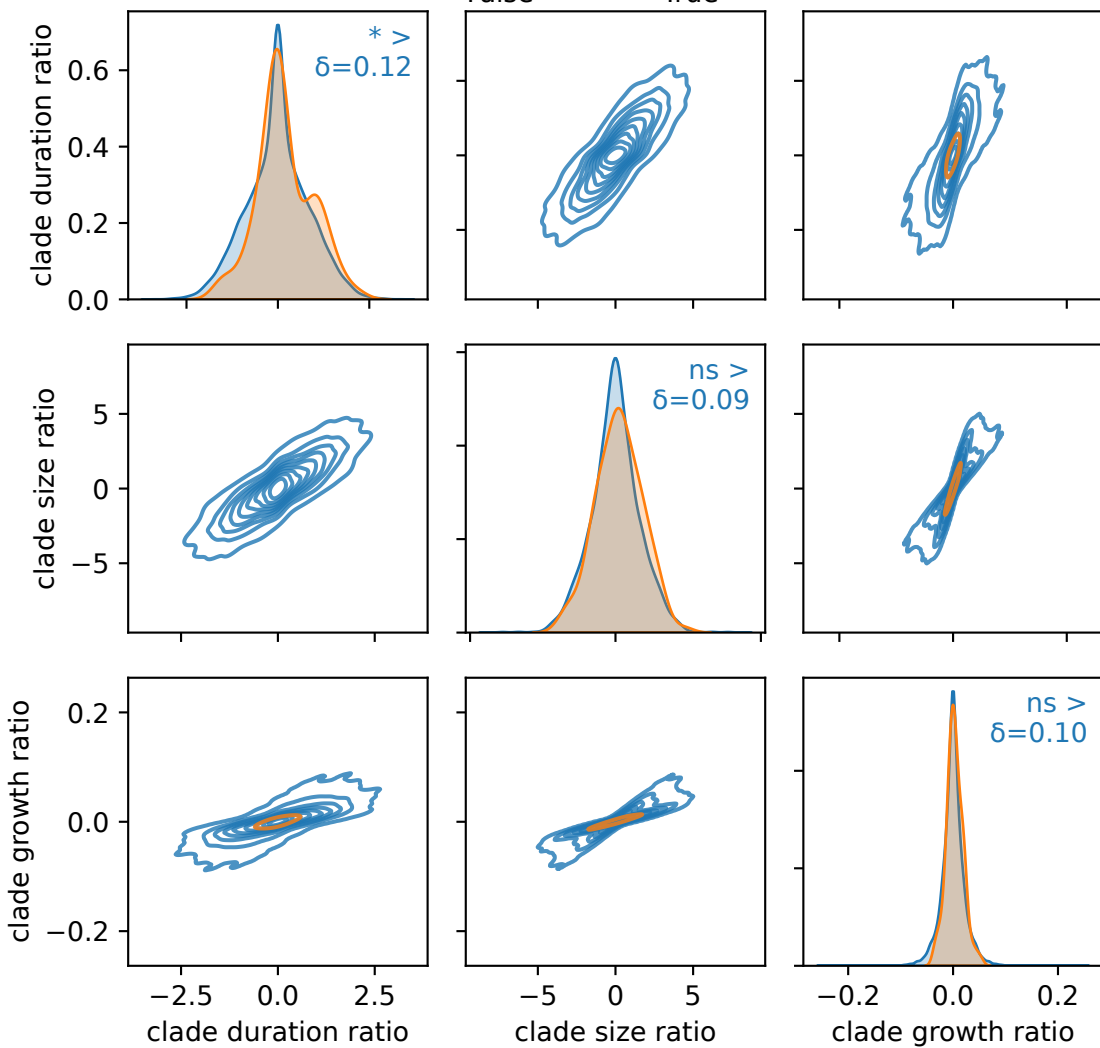 clade duration ratio
0.6
0.4
0.2
0.0
* >
δ=0.12
clade size ratio
5
0
−5
ns >
δ=0.09
clade growth ratio
0.2
0.0
−0.2
ns >
δ=0.10
−2.5 0.0 2.5
−5 0 5
−0.2 0.0 0.2
clade duration ratio
clade size ratio
clade growth ratio